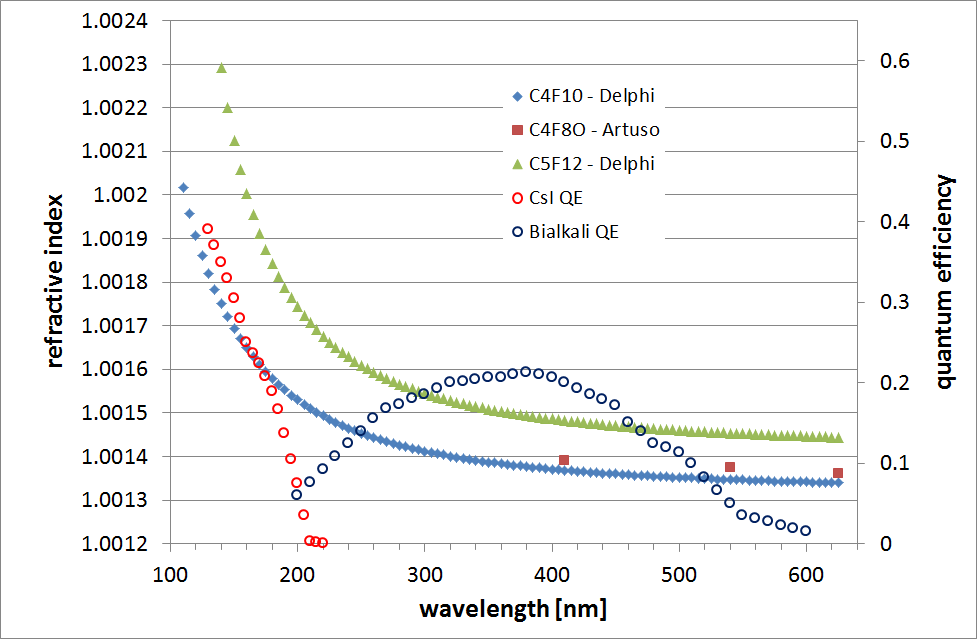 1.0024
1.0023
1.0022
1.0021
1.002
1.0019
1.0018
1.0017
1.0016
1.0015
1.0014
1.0013
1.0012
refractive index
C4F10 - Delphi
C4F8O - Artuso
C5F12 - Delphi
CsI QE
Bialkali QE
0.6
0.5
0.4
0.3
0.2
0.1
0
quantum efficiency
100 200 300 400 500 600
wavelength [nm]